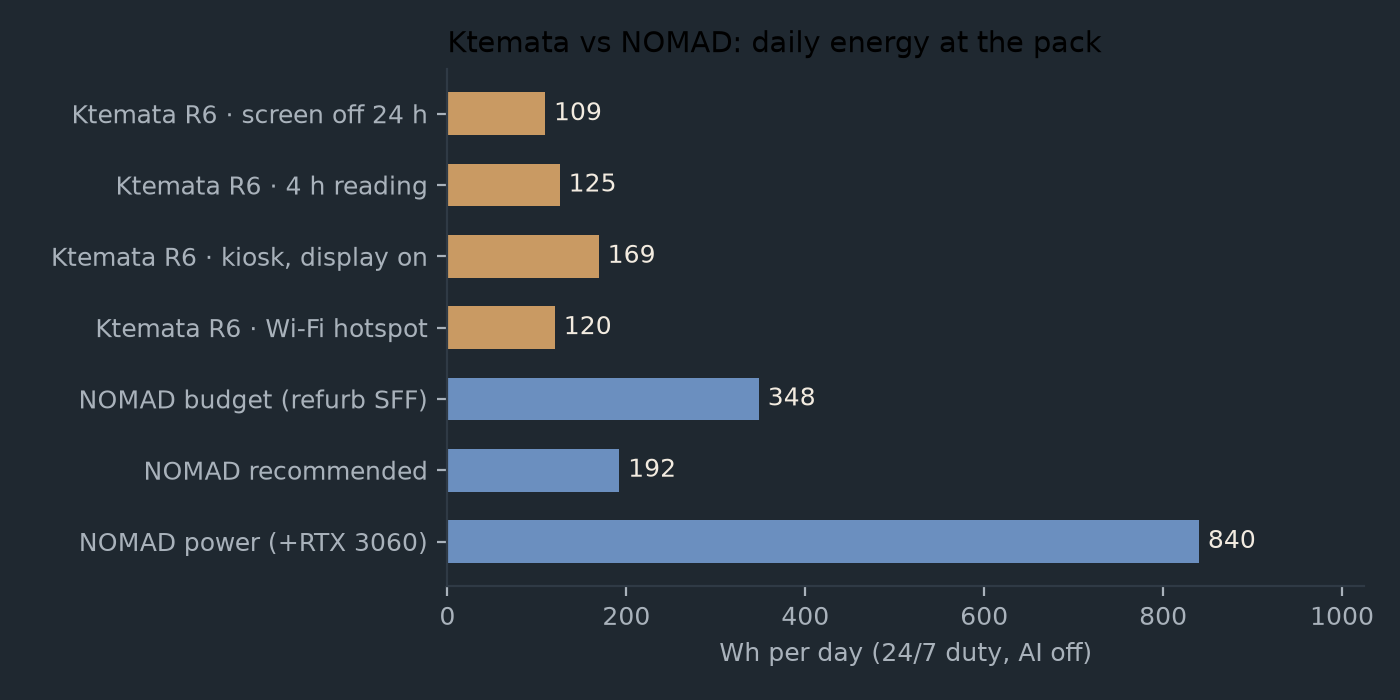 Ktemata vs NOMAD: daily energy at the pack
Ktemata R6 · screen off 24 h
109
Ktemata R6 · 4 h reading
125
Ktemata R6 · kiosk, display on
169
Ktemata R6 · Wi-Fi hotspot
120
NOMAD budget (refurb SFF)
348
NOMAD recommended
192
NOMAD power (+RTX 3060)
840
0 200 400 600 800 1000
Wh per day (24/7 duty, AI off)